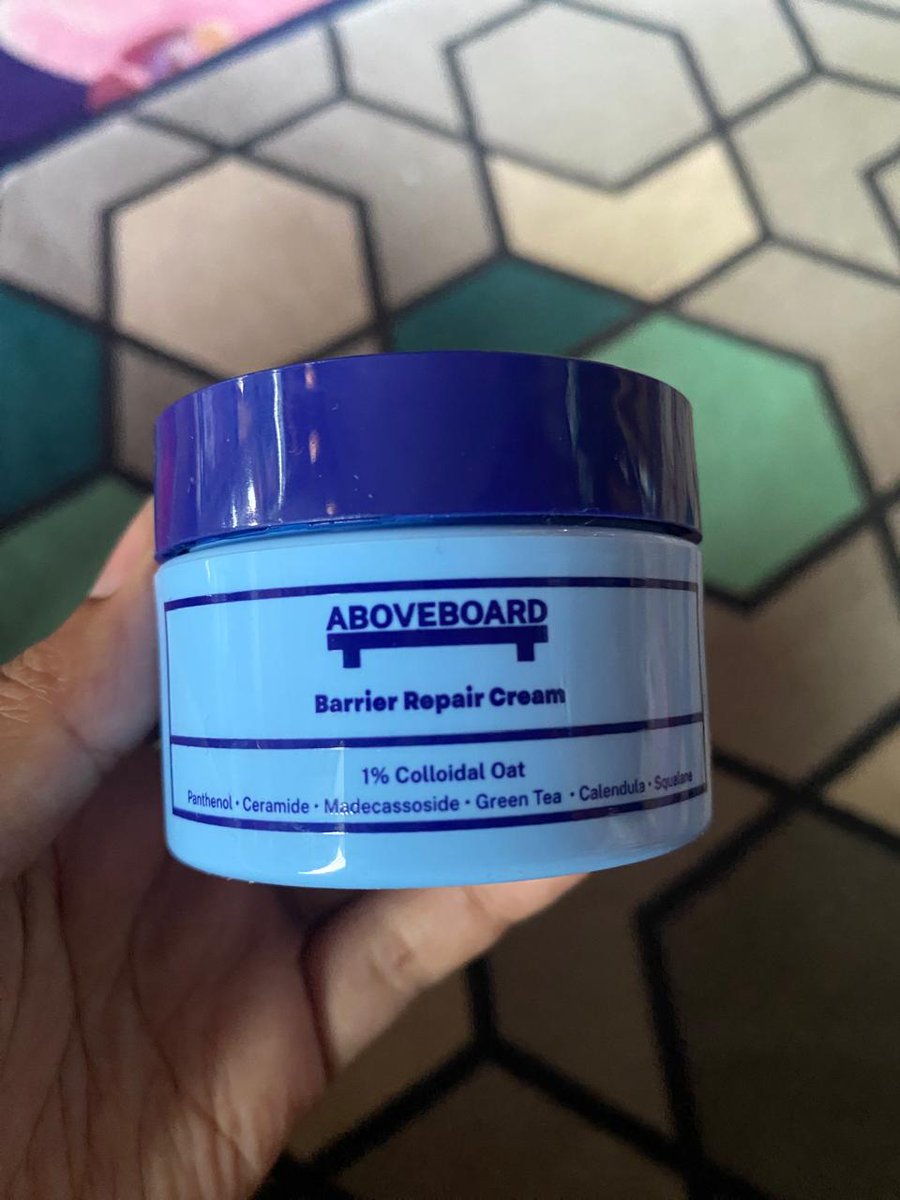 ABOVEBOARD
Barrier Repair Cream
1% Colloidal Oat
Panthenol · Ceramide · Madecassoside · Green Tea · Calendula · Squalane